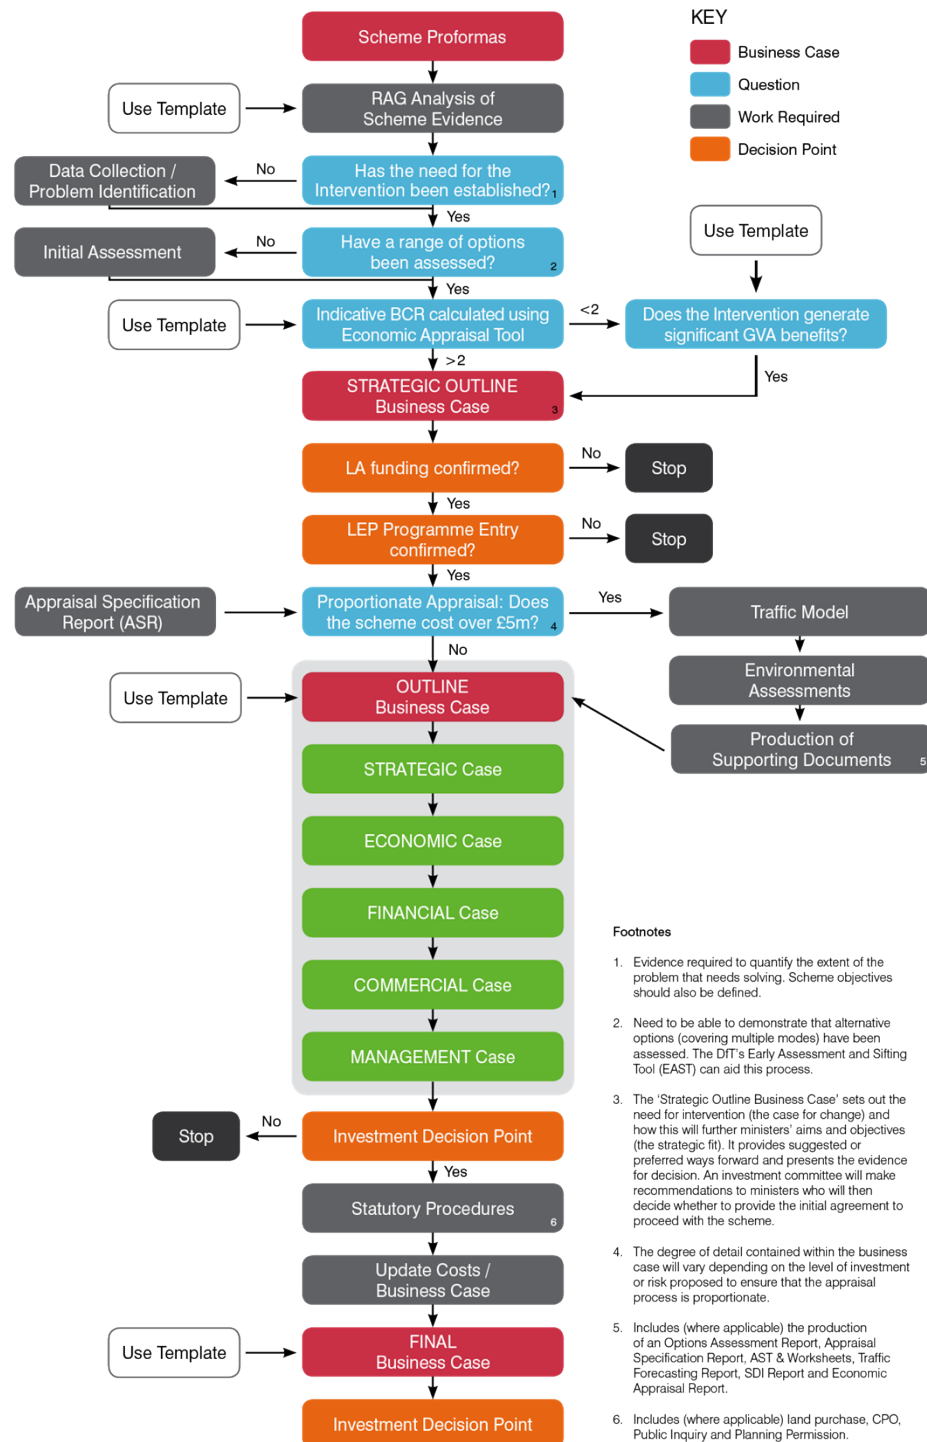 KEY
Business Case
Question
Work Required
Decision Point
Scheme Proformas
Use Template
RAG Analysis of
Scheme Evidence
Data Collection /
Problem Identification
No
Has the need for the
Intervention been established? 1
Yes
Use Template
Initial Assessment
No
Have a range of options
been assessed? 2
Yes
Use Template
Indicative BCR calculated using
Economic Appraisal Tool
<2
Does the Intervention generate
significant GVA benefits?
>2
Yes
STRATEGIC OUTLINE
Business Case 3
LA funding confirmed?
No
Stop
Yes
LEP Programme Entry
confirmed?
No
Stop
Yes
Appraisal Specification
Report (ASR)
Proportionate Appraisal: Does
the scheme cost over £5m? 4
Yes
Traffic Model
No
Environmental
Assessments
Use Template
OUTLINE
Business Case
Production of
Supporting Documents 5
STRATEGIC Case
ECONOMIC Case
FINANCIAL Case
COMMERCIAL Case
MANAGEMENT Case
Stop
No
Investment Decision Point
Yes
Statutory Procedures 6
Update Costs /
Business Case
Use Template
FINAL
Business Case
Investment Decision Point
Footnotes
1. Evidence required to quantify the extent of the
problem that needs solving. Scheme objectives
should also be defined.
2. Need to be able to demonstrate that alternative
options (covering multiple modes) have been
assessed. The DfT's Early Assessment and Sifting
Tool (EAST) can aid this process.
3. The 'Strategic Outline Business Case' sets out the
need for intervention (the case for change) and
how this will further ministers' aims and objectives
(the strategic fit). It provides suggested or
preferred ways forward and presents the evidence
for decision. An investment committee will make
recommendations to ministers who will then
decide whether to provide the initial agreement to
proceed with the scheme.
4. The degree of detail contained within the business
case will vary depending on the level of investment
or risk proposed to ensure that the appraisal
process is proportionate.
5. Includes (where applicable) the production
of an Options Assessment Report, Appraisal
Specification Report, AST & Worksheets, Traffic
Forecasting Report, SDI Report and Economic
Appraisal Report.
6. Includes (where applicable) land purchase, CPO,
Public Inquiry and Planning Permission.